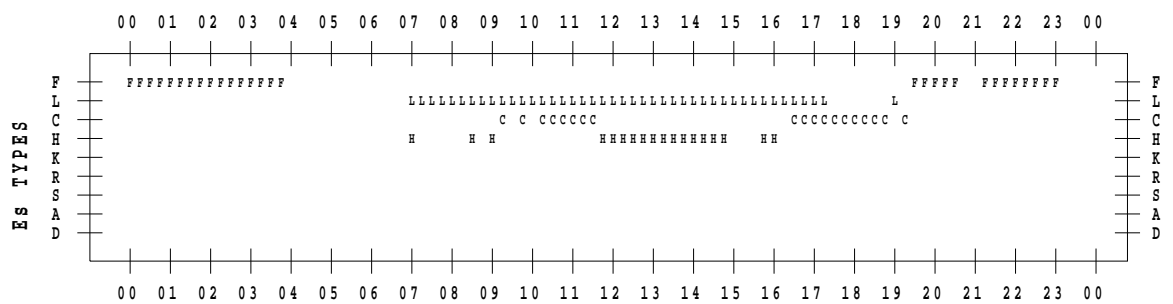 00 01 02 03 04 05 06 07 08 09 10 11 12 13 14 15 16 17 18 19 20 21 22 23 00
Es TYPES
F FFFFFFFFFFFFFFFF FFFFF FFFFFFFF F
L LLLLLLLLLLLLLLLLLLLLLLLLLLLLLLLLLLLLLLLLLL L L
C C C CCCCCC CCCCCCCCCC C C
H H H H HHHHHHHHHHHHH HH H
K K
R R
S S
A A
D D
00 01 02 03 04 05 06 07 08 09 10 11 12 13 14 15 16 17 18 19 20 21 22 23 00